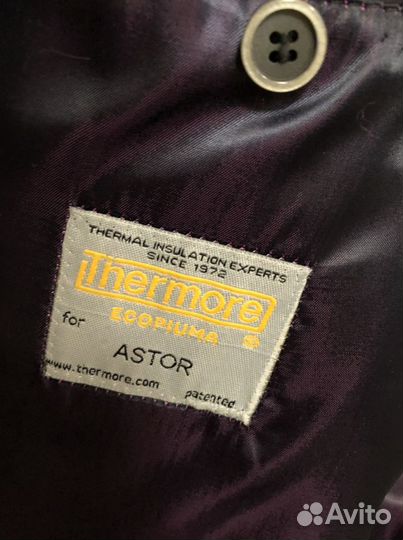 THERMAL INSULATION EXPERTS
SINCE 1972
Thermore
ECOPIUMA
for
ASTOR
www.thermore.com
patented
Avito